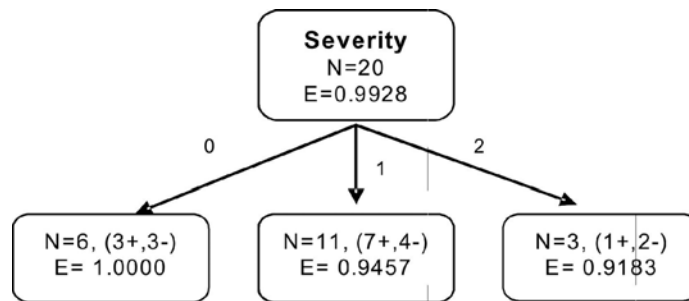 Severity
N=20
E=0.9928
0
1
2
N=6, (3+,3-)
E= 1.0000
N=11, (7+,4-)
E= 0.9457
N=3, (1+,2-)
E= 0.9183